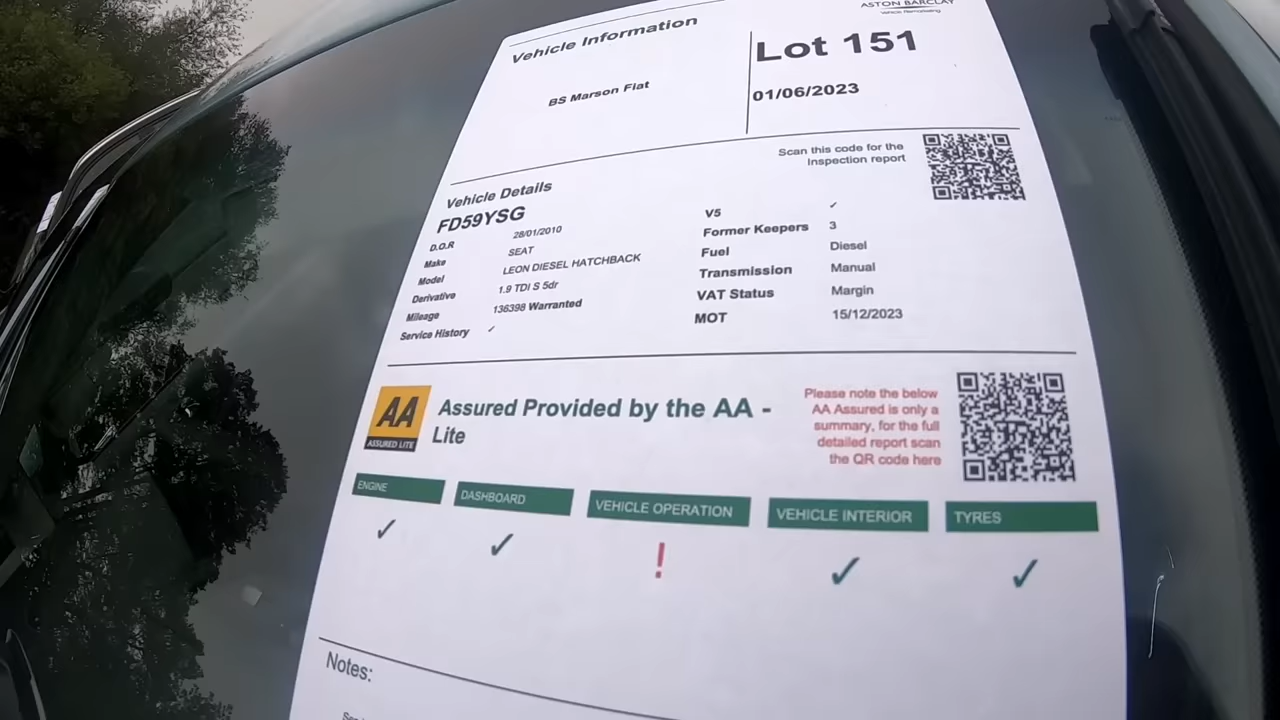 ASTON BARCLAY
Vehicle Remarketing
Vehicle Information
Lot 151
BS Marson Fiat
01/06/2023
Scan this code for the
Inspection report
Vehicle Details
FD59YSG
D.O.R 28/01/2010
Make SEAT
Model LEON DIESEL HATCHBACK
Derivative 1.9 TDI S 5dr
Mileage 136398 Warranted
Service History ✓
V5 ✓
Former Keepers 3
Fuel Diesel
Transmission Manual
VAT Status Margin
MOT 15/12/2023
AA
ASSURED LITE
Assured Provided by the AA -
Lite
Please note the below
AA Assured is only a
summary, for the full
detailed report scan
the QR code here
ENGINE DASHBOARD VEHICLE OPERATION VEHICLE INTERIOR TYRES
✓ ✓ ! ✓ ✓
Notes: